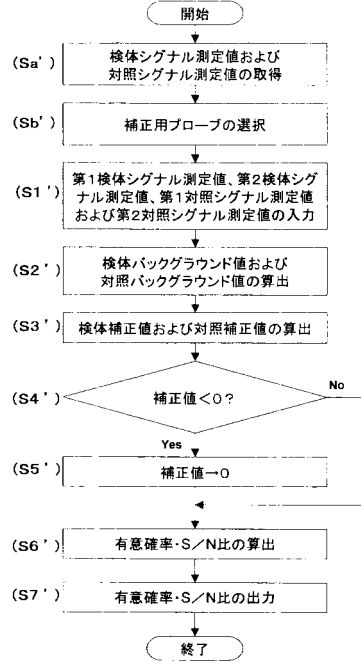 開始
(Sa')
検体シグナル測定値および
対照シグナル測定値の取得
(Sb')
補正用プローブの選択
(S1')
第1検体シグナル測定値、第2検体シグ
ナル測定値、第1対照シグナル測定値
および第2対照シグナル測定値の入力
(S2')
検体バックグラウンド値および
対照バックグラウンド値の算出
(S3')
検体補正値および対照補正値の算出
(S4')
補正値<0?
No
Yes
(S5')
補正値→0
(S6')
有意確率・S/N比の算出
(S7')
有意確率・S/N比の出力
終了